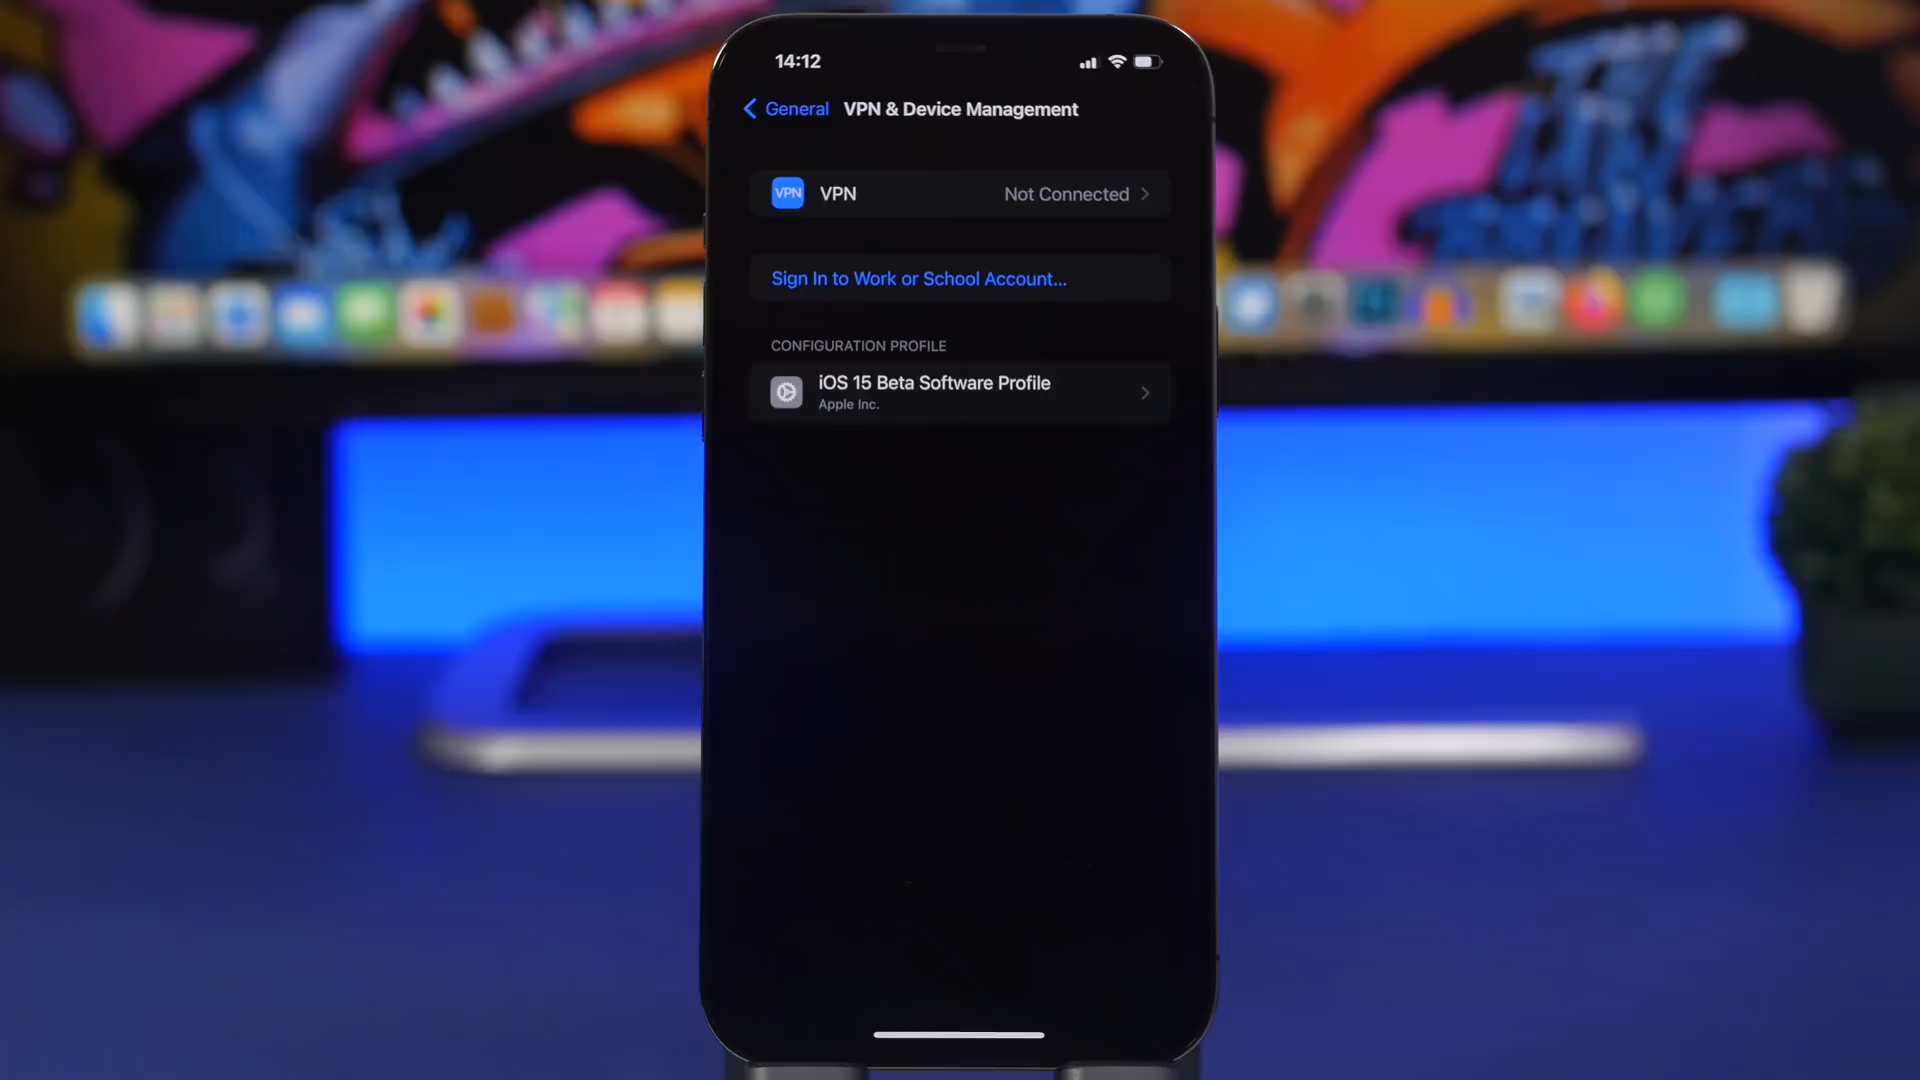 14:12
General VPN & Device Management
VPN VPN Not Connected
Sign In to Work or School Account...
CONFIGURATION PROFILE
iOS 15 Beta Software Profile
Apple Inc.